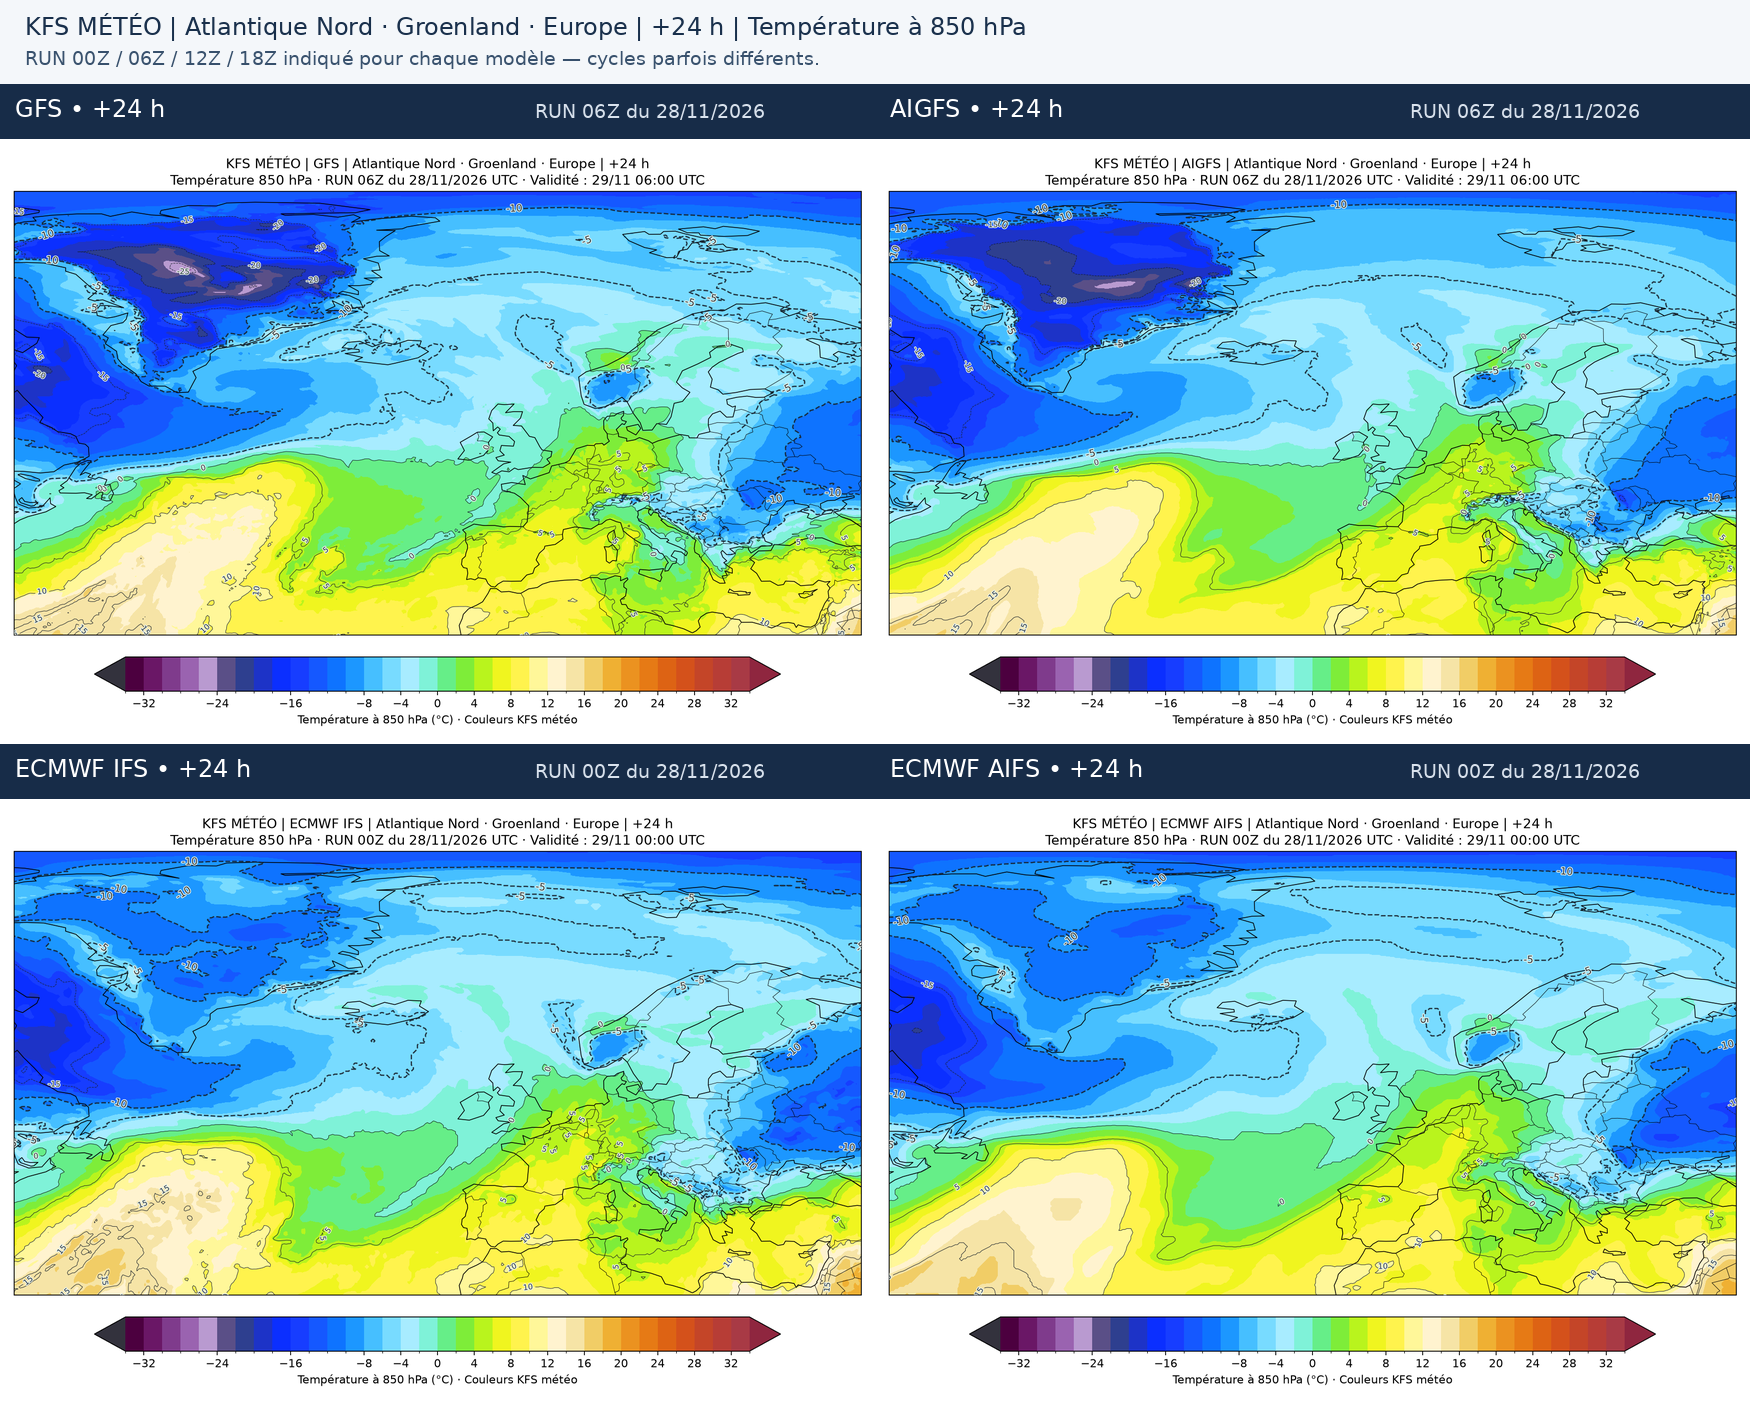 KFS MÉTÉO | Atlantique Nord · Groenland · Europe | +24 h | Température à 850 hPa
RUN 00Z / 06Z / 12Z / 18Z indiqué pour chaque modèle — cycles parfois différents.
GFS • +24 h
RUN 06Z du 28/11/2026
KFS MÉTÉO | GFS | Atlantique Nord · Groenland · Europe | +24 h
Température 850 hPa · RUN 06Z du 28/11/2026 UTC · Validité : 29/11 06:00 UTC
−32 −24 −16 −8 −4 0 4 8 12 16 20 24 28 32
Température à 850 hPa (°C) · Couleurs KFS météo
AIGFS • +24 h
RUN 06Z du 28/11/2026
KFS MÉTÉO | AIGFS | Atlantique Nord · Groenland · Europe | +24 h
Température 850 hPa · RUN 06Z du 28/11/2026 UTC · Validité : 29/11 06:00 UTC
−32 −24 −16 −8 −4 0 4 8 12 16 20 24 28 32
Température à 850 hPa (°C) · Couleurs KFS météo
ECMWF IFS • +24 h
RUN 00Z du 28/11/2026
KFS MÉTÉO | ECMWF IFS | Atlantique Nord · Groenland · Europe | +24 h
Température 850 hPa · RUN 00Z du 28/11/2026 UTC · Validité : 29/11 00:00 UTC
−32 −24 −16 −8 −4 0 4 8 12 16 20 24 28 32
Température à 850 hPa (°C) · Couleurs KFS météo
ECMWF AIFS • +24 h
RUN 00Z du 28/11/2026
KFS MÉTÉO | ECMWF AIFS | Atlantique Nord · Groenland · Europe | +24 h
Température 850 hPa · RUN 00Z du 28/11/2026 UTC · Validité : 29/11 00:00 UTC
−32 −24 −16 −8 −4 0 4 8 12 16 20 24 28 32
Température à 850 hPa (°C) · Couleurs KFS météo